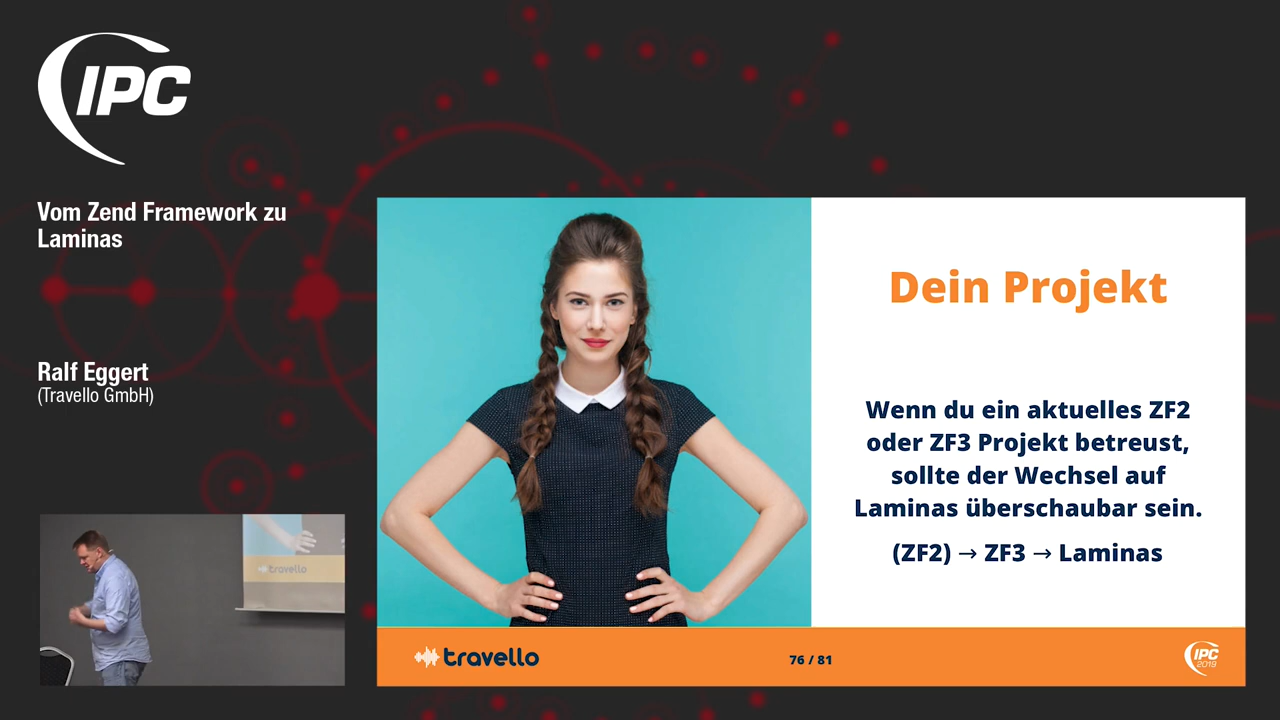 IPC
Vom Zend Framework zu
Laminas
Ralf Eggert
(Travello GmbH)
travello
Dein Projekt
Wenn du ein aktuelles ZF2
oder ZF3 Projekt betreust,
sollte der Wechsel auf
Laminas überschaubar sein.
(ZF2) → ZF3 → Laminas
travello
76 / 81
IPC
2019